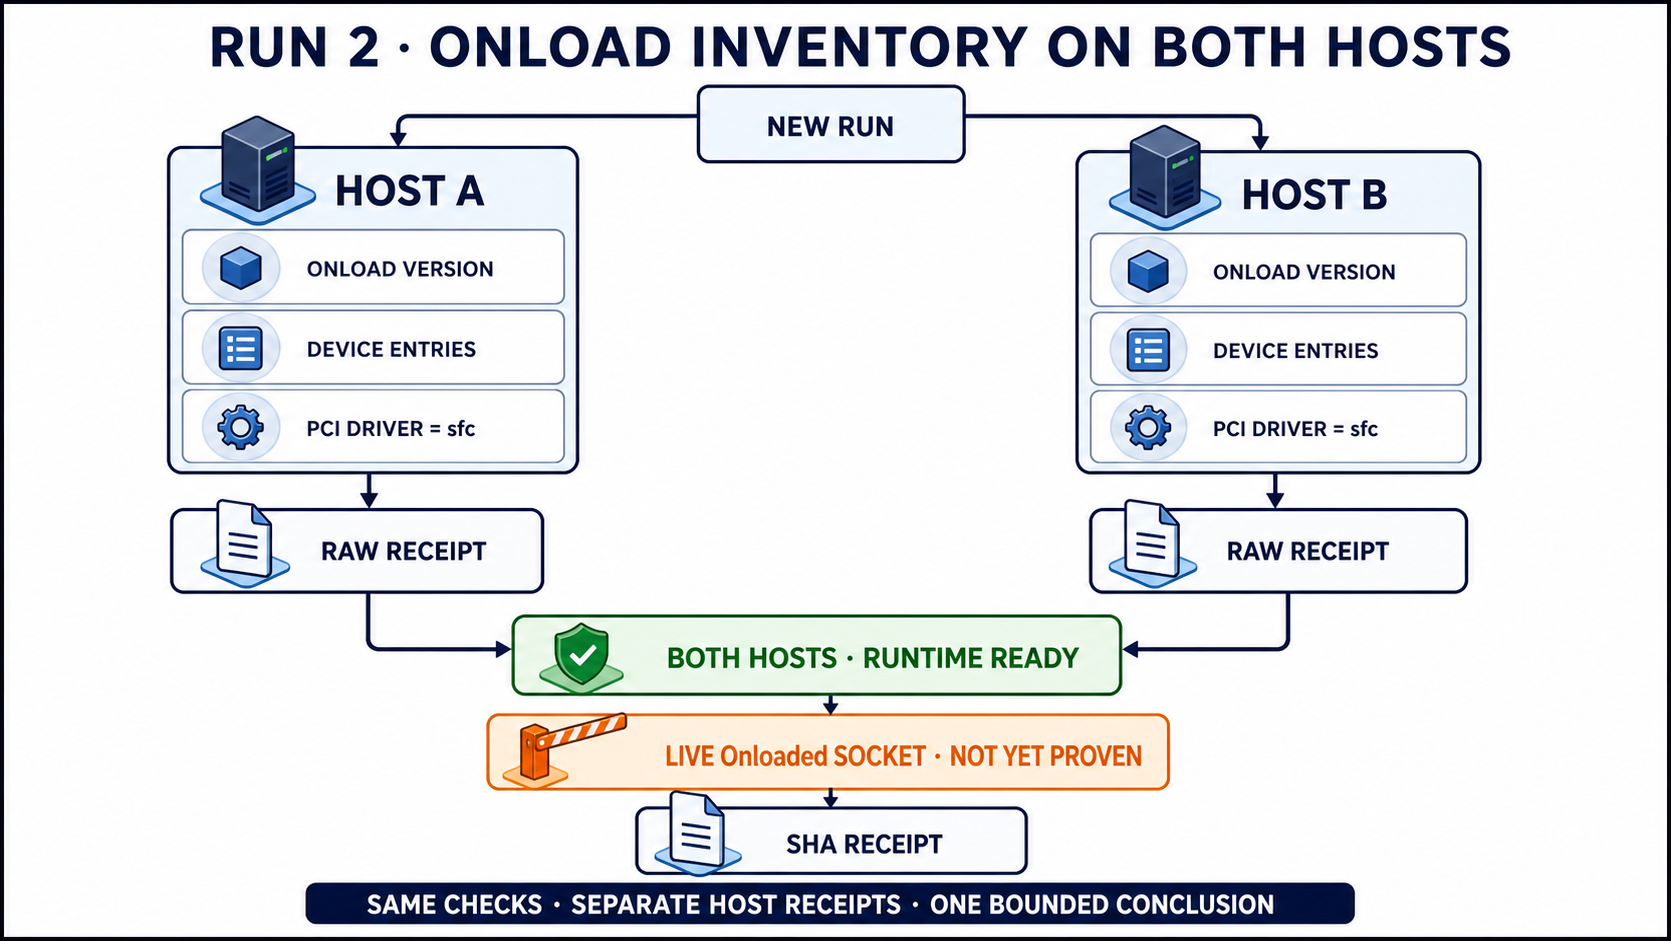 RUN 2 · ONLOAD INVENTORY ON BOTH HOSTS
NEW RUN
HOST A
ONLOAD VERSION
DEVICE ENTRIES
PCI DRIVER = sfc
RAW RECEIPT
HOST B
ONLOAD VERSION
DEVICE ENTRIES
PCI DRIVER = sfc
RAW RECEIPT
BOTH HOSTS · RUNTIME READY
LIVE Onloaded SOCKET · NOT YET PROVEN
SHA RECEIPT
SAME CHECKS · SEPARATE HOST RECEIPTS · ONE BOUNDED CONCLUSION